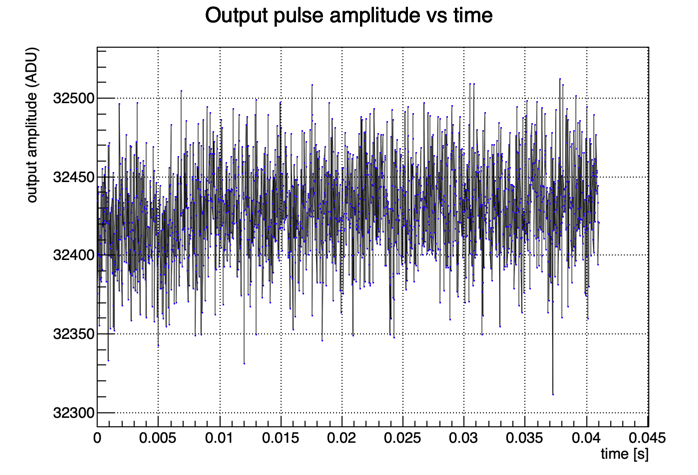 Output pulse amplitude vs time
output amplitude (ADU)
32500
32450
32400
32350
32300
0 0.005 0.01 0.015 0.02 0.025 0.03 0.035 0.04 0.045
time [s]